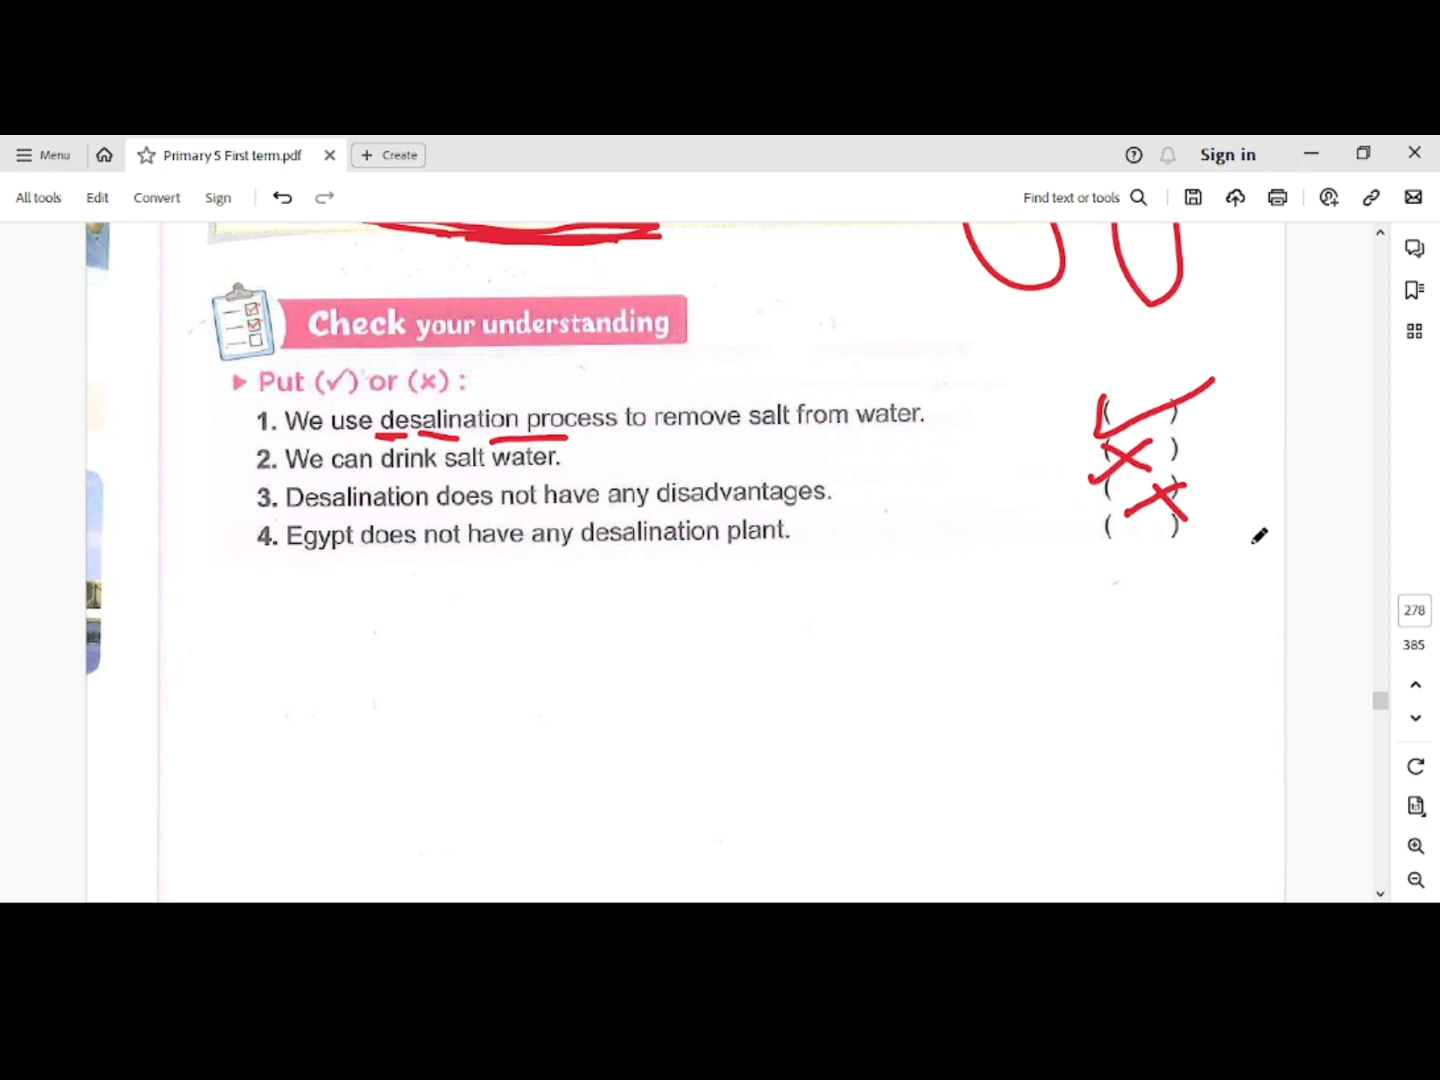 Menu
Primary 5 First term.pdf
Create
Sign in
All tools
Edit
Convert
Sign
Find text or tools
Check your understanding
Put (✓) or (×) :
1. We use desalination process to remove salt from water. ( )
2. We can drink salt water. ( )
3. Desalination does not have any disadvantages. ( )
4. Egypt does not have any desalination plant. ( )
278
385